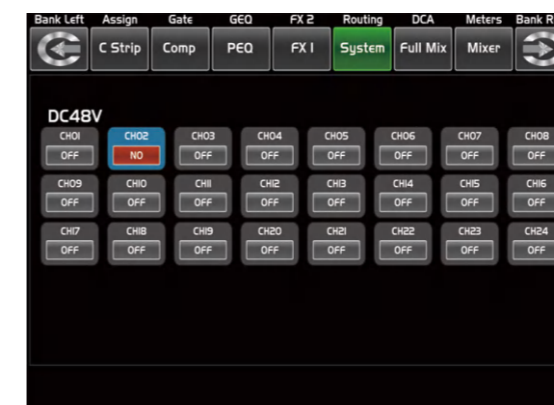 Bank Left Assign Gate GEQ FX 2 Routing DCA Meters Bank R
C Strip Comp PEQ FX 1 System Full Mix Mixer
DC48V
CH01 CH02 CH03 CH04 CH05 CH06 CH07 CH08
OFF NO OFF OFF OFF OFF OFF OFF
CH09 CH10 CH11 CH12 CH13 CH14 CH15 CH16
OFF OFF OFF OFF OFF OFF OFF OFF
CH17 CH18 CH19 CH20 CH21 CH22 CH23 CH24
OFF OFF OFF OFF OFF OFF OFF OFF